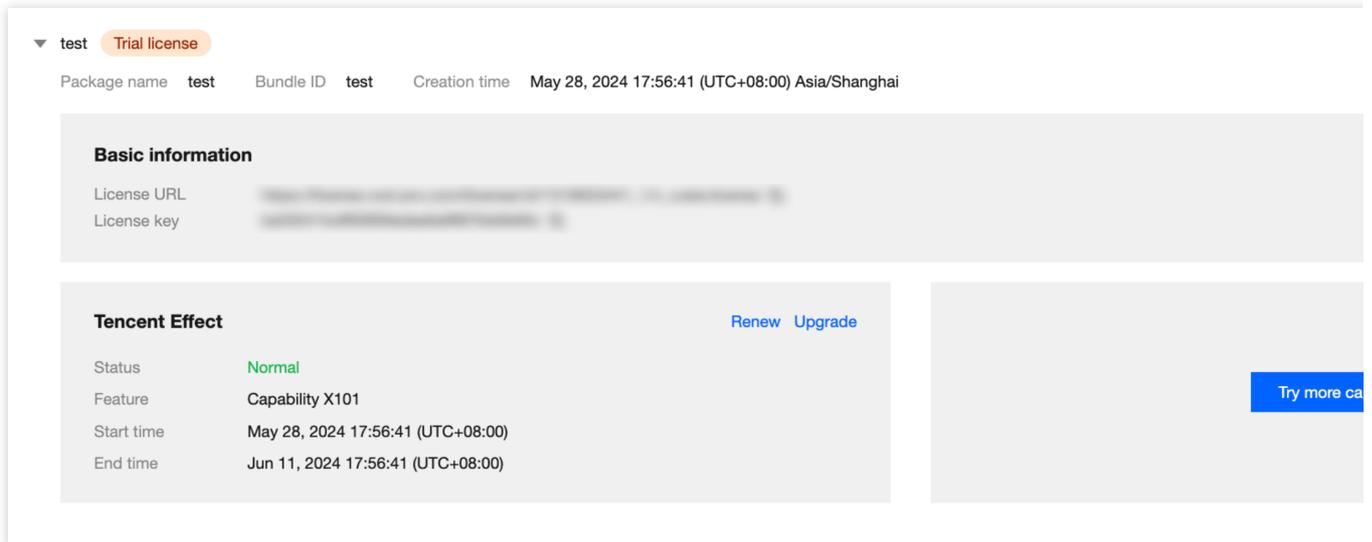 test Trial license
Package name test Bundle ID test Creation time May 28, 2024 17:56:41 (UTC+08:00) Asia/Shanghai
Basic information
License URL
License key
Tencent Effect Renew Upgrade
Status Normal
Feature Capability X101
Start time May 28, 2024 17:56:41 (UTC+08:00)
End time Jun 11, 2024 17:56:41 (UTC+08:00)
Try more ca